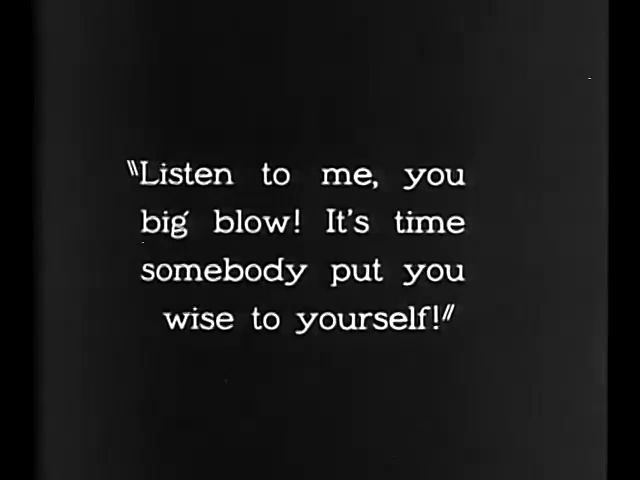 "Listen to me, you
big blow! It's time
somebody put you
wise to yourself!"